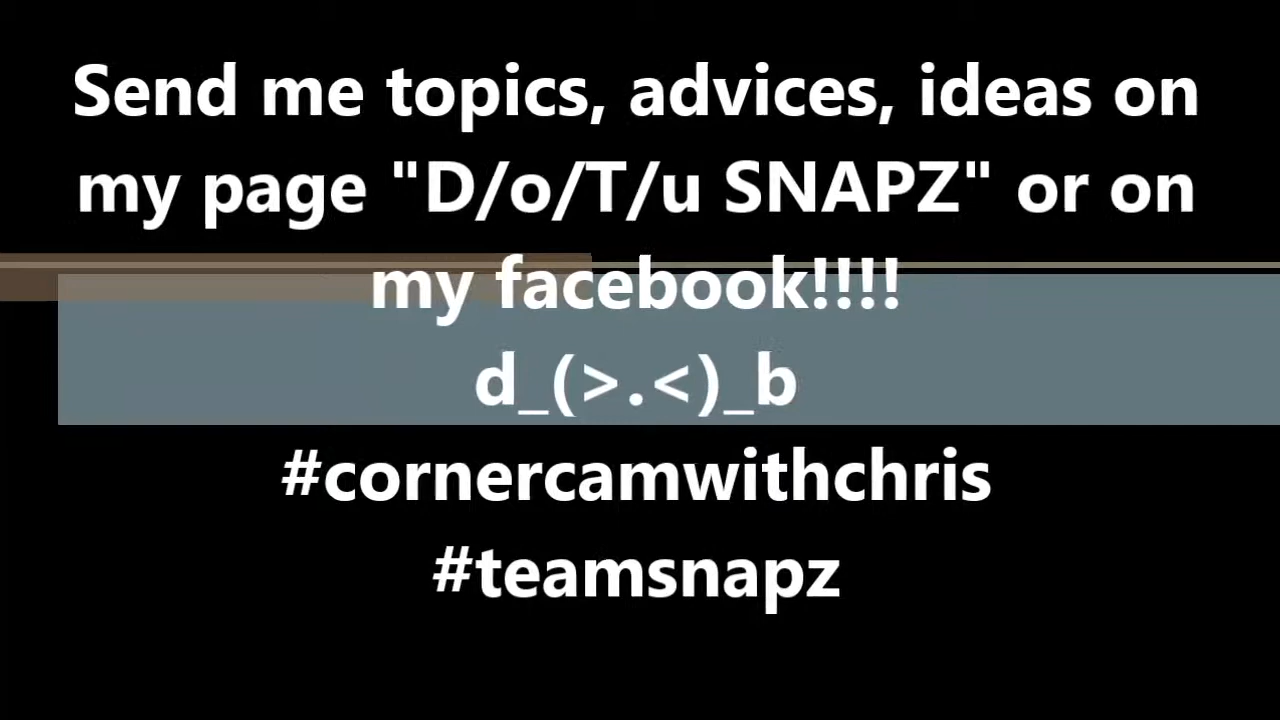 Send me topics, advices, ideas on
my page "D/o/T/u SNAPZ" or on
my facebook!!!!
d_(>.<)_b
#cornercamwithchris
#teamsnapz